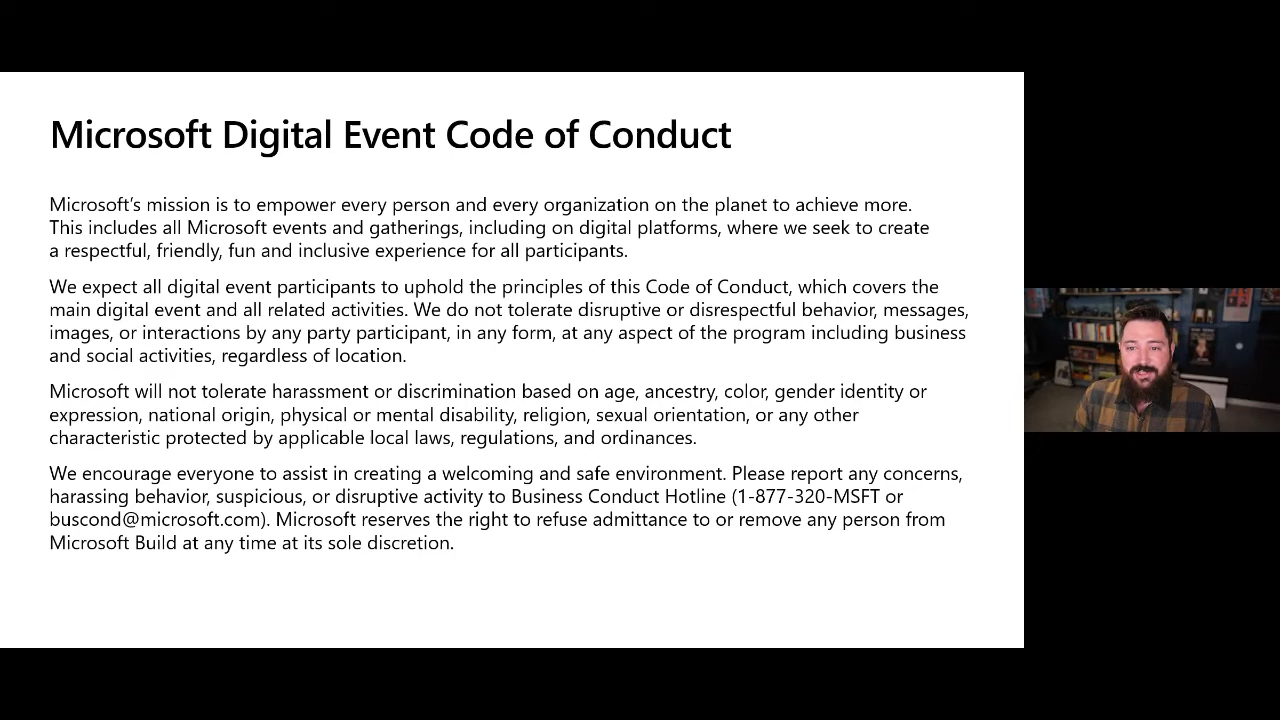 Microsoft Digital Event Code of Conduct
Microsoft’s mission is to empower every person and every organization on the planet to achieve more.
This includes all Microsoft events and gatherings, including on digital platforms, where we seek to create
a respectful, friendly, fun and inclusive experience for all participants.
We expect all digital event participants to uphold the principles of this Code of Conduct, which covers the
main digital event and all related activities. We do not tolerate disruptive or disrespectful behavior, messages,
images, or interactions by any party participant, in any form, at any aspect of the program including business
and social activities, regardless of location.
Microsoft will not tolerate harassment or discrimination based on age, ancestry, color, gender identity or
expression, national origin, physical or mental disability, religion, sexual orientation, or any other
characteristic protected by applicable local laws, regulations, and ordinances.
We encourage everyone to assist in creating a welcoming and safe environment. Please report any concerns,
harassing behavior, suspicious, or disruptive activity to Business Conduct Hotline (1-877-320-MSFT or
buscond@microsoft.com). Microsoft reserves the right to refuse admittance to or remove any person from
Microsoft Build at any time at its sole discretion.